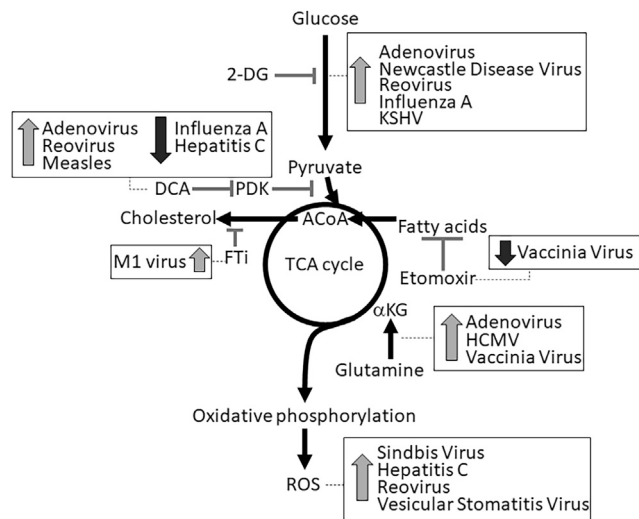 Glucose
2-DG
Adenovirus
Newcastle Disease Virus
Reovirus
Influenza A
KSHV
Adenovirus
Reovirus
Measles
Influenza A
Hepatitis C
Pyruvate
DCA
PDK
Cholesterol
ACoA
Fatty acids
M1 virus
FTi
TCA cycle
Etomoxir
Vaccinia Virus
αKG
Adenovirus
HCMV
Vaccinia Virus
Glutamine
Oxidative phosphorylation
ROS
Sindbis Virus
Hepatitis C
Reovirus
Vesicular Stomatitis Virus